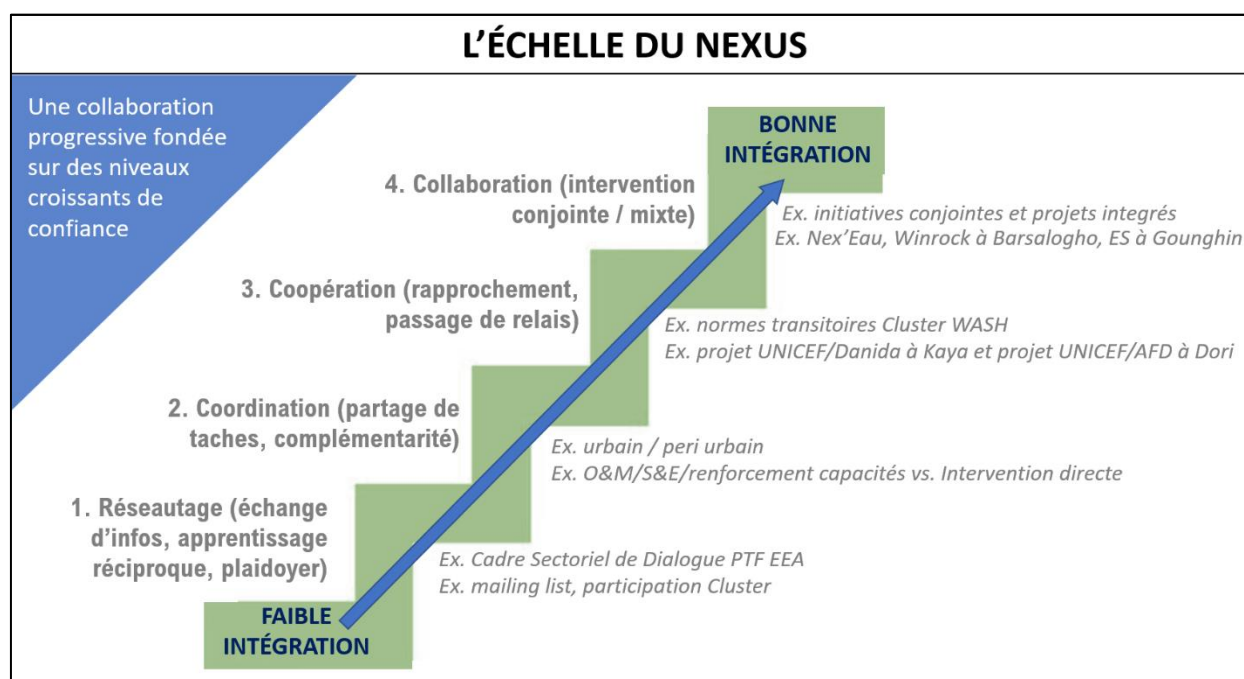 L'ÉCHELLE DU NEXUS
Une collaboration
progressive fondée
sur des niveaux
croissants de
confiance
BONNE
INTÉGRATION
4. Collaboration (intervention
conjointe / mixte)
Ex. initiatives conjointes et projets integrés
Ex. Nex'Eau, Winrock à Barsalogho, ES à Gounghin
3. Coopération (rapprochement,
passage de relais)
Ex. normes transitoires Cluster WASH
Ex. projet UNICEF/Danida à Kaya et projet UNICEF/AFD à Dori
2. Coordination (partage de
taches, complémentarité)
Ex. urbain / peri urbain
Ex. O&M/S&E/renforcement capacités vs. Intervention directe
1. Réseautage (échange
d'infos, apprentissage
réciproque, plaidoyer)
Ex. Cadre Sectoriel de Dialogue PTF EEA
Ex. mailing list, participation Cluster
FAIBLE
INTÉGRATION